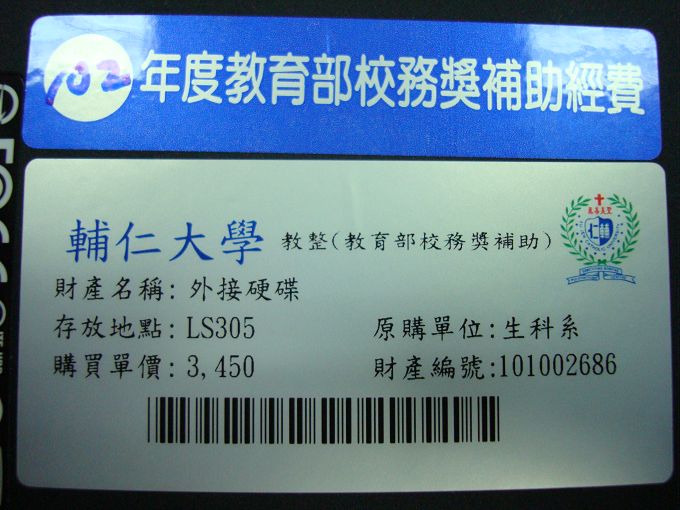 102年度教育部校務獎補助經費
輔仁大學 教整(教育部校務獎補助)
財產名稱: 外接硬碟
存放地點: LS305 原購單位:生科系
購買單價: 3,450 財產編號:101002686